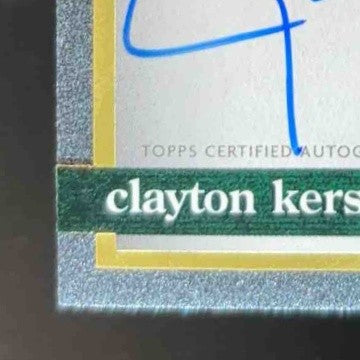 TOPPS CERTIFIED AUTOG
clayton kers